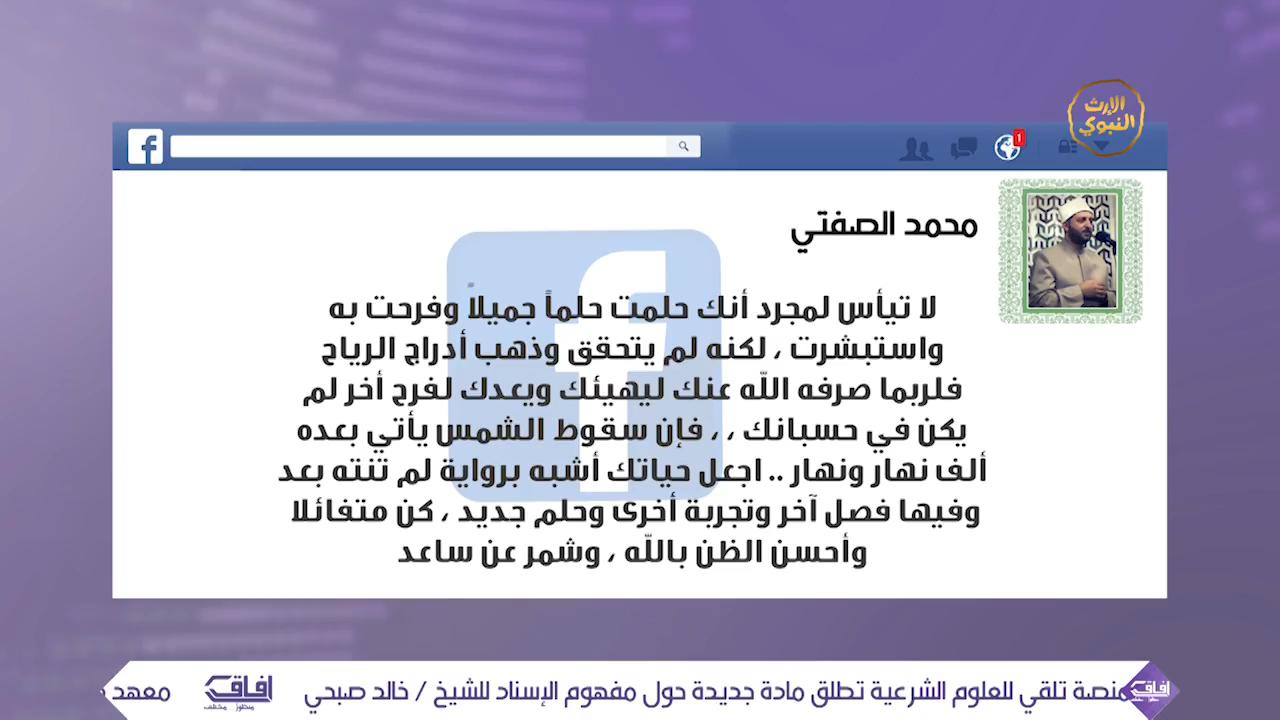 الإرث
النبوي
1
محمد الصفتي
لا تيأس لمجرد أنك حلمت حلماً جميلاً وفرحت به
واستبشرت ، لكنه لم يتحقق وذهب أدراج الرياح
فلربما صرفه الله عنك ليهيئك ويعدك لفرح أخر لم
يكن في حسبانك ، ، فإن سقوط الشمس يأتي بعده
ألف نهار ونهار .. اجعل حياتك أشبه برواية لم تنته بعد
وفيها فصل آخر وتجربة أخرى وحلم جديد ، كن متفائلا
وأحسن الظن بالله ، وشمر عن ساعد
منصة تلقي للعلوم الشرعية تطلق مادة جديدة حول مفهوم الإسناد للشيخ / خالد صبحي آفاق معهد